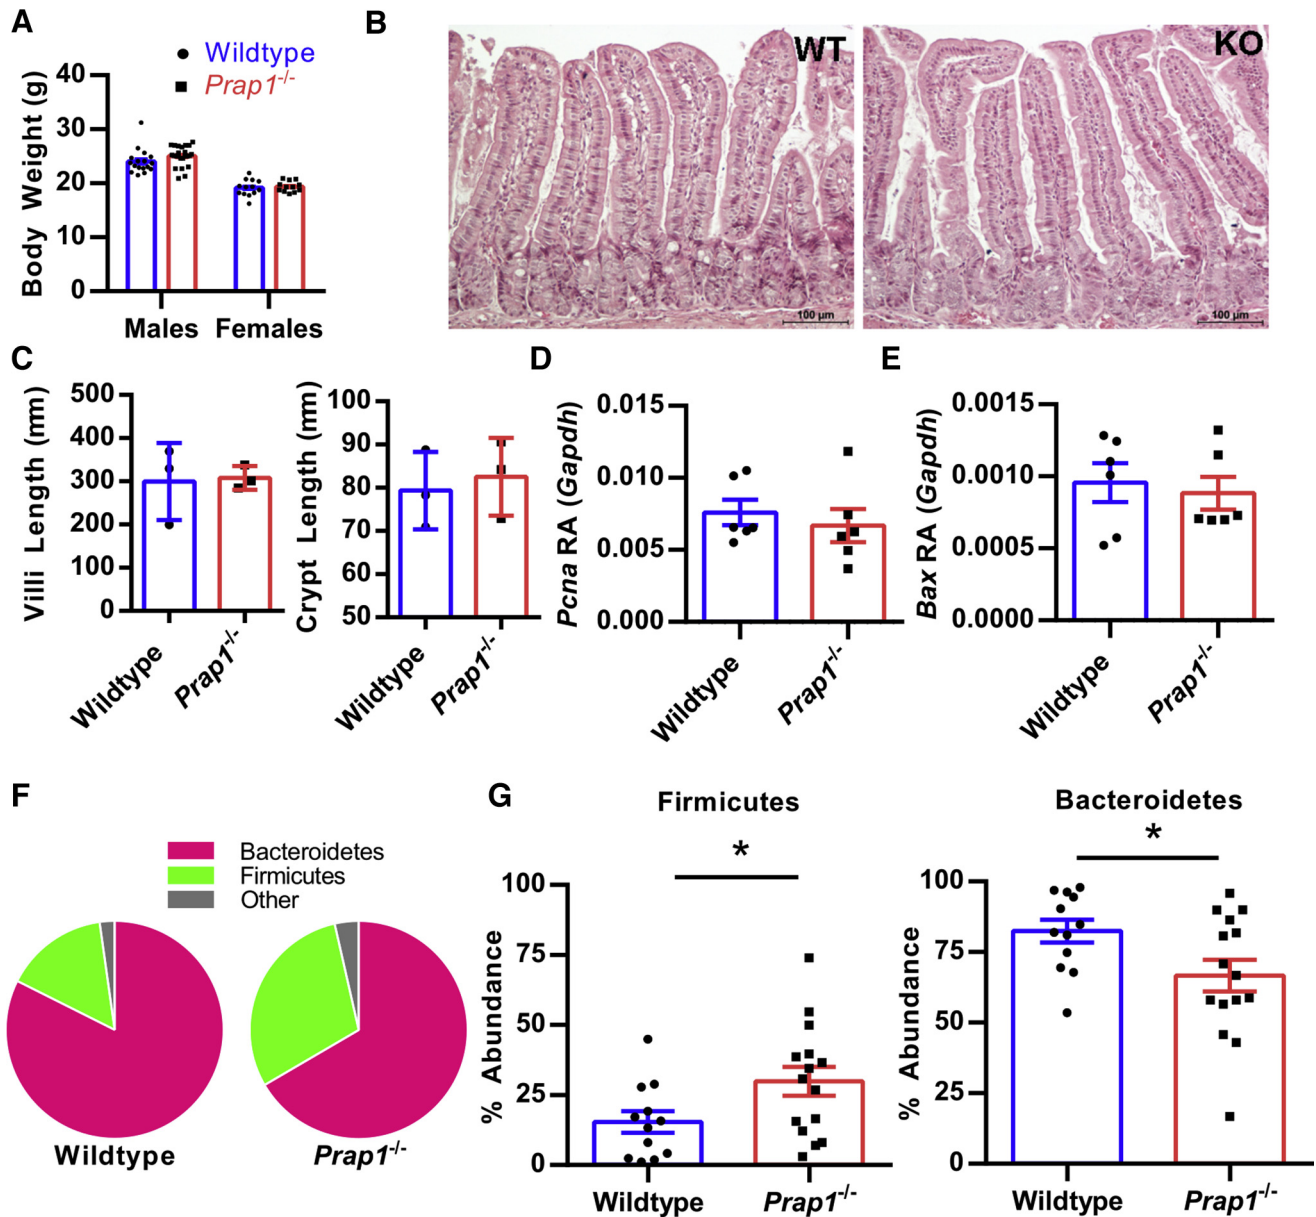 A
Wildtype
Prap1-/-
Body Weight (g)
40
30
20
10
0
Males Females
B
WT
100 µm
KO
100 µm
C
Villi Length (mm)
500
400
300
200
100
0
Wildtype
Prap1-/-
Crypt Length (mm)
100
90
80
70
60
50
Wildtype
Prap1-/-
D
Pcna RA (Gapdh)
0.015
0.010
0.005
0.000
Wildtype
Prap1-/-
E
Bax RA (Gapdh)
0.0015
0.0010
0.0005
0.0000
Wildtype
Prap1-/-
F
Bacteroidetes
Firmicutes
Other
Wildtype
Prap1-/-
G
Firmicutes
*
% Abundance
100
75
50
25
0
Wildtype
Prap1-/-
Bacteroidetes
*
% Abundance
100
75
50
25
0
Wildtype
Prap1-/-